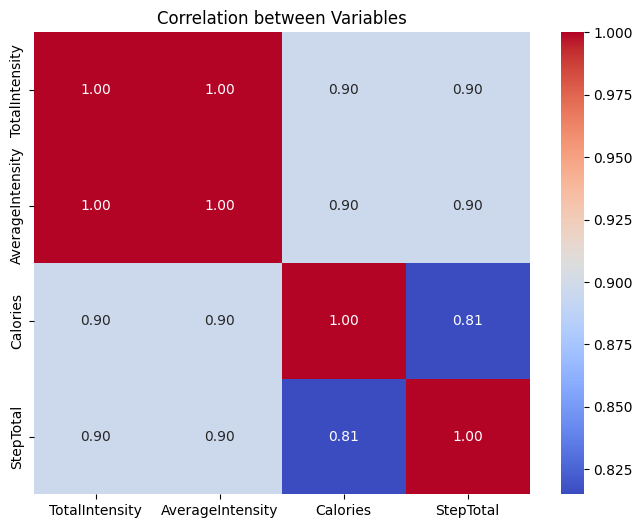 Correlation between Variables
TotalIntensity
1.00 1.00 0.90 0.90
AverageIntensity
1.00 1.00 0.90 0.90
Calories
0.90 0.90 1.00 0.81
StepTotal
0.90 0.90 0.81 1.00
TotalIntensity AverageIntensity Calories StepTotal
1.000
0.975
0.950
0.925
0.900
0.875
0.850
0.825